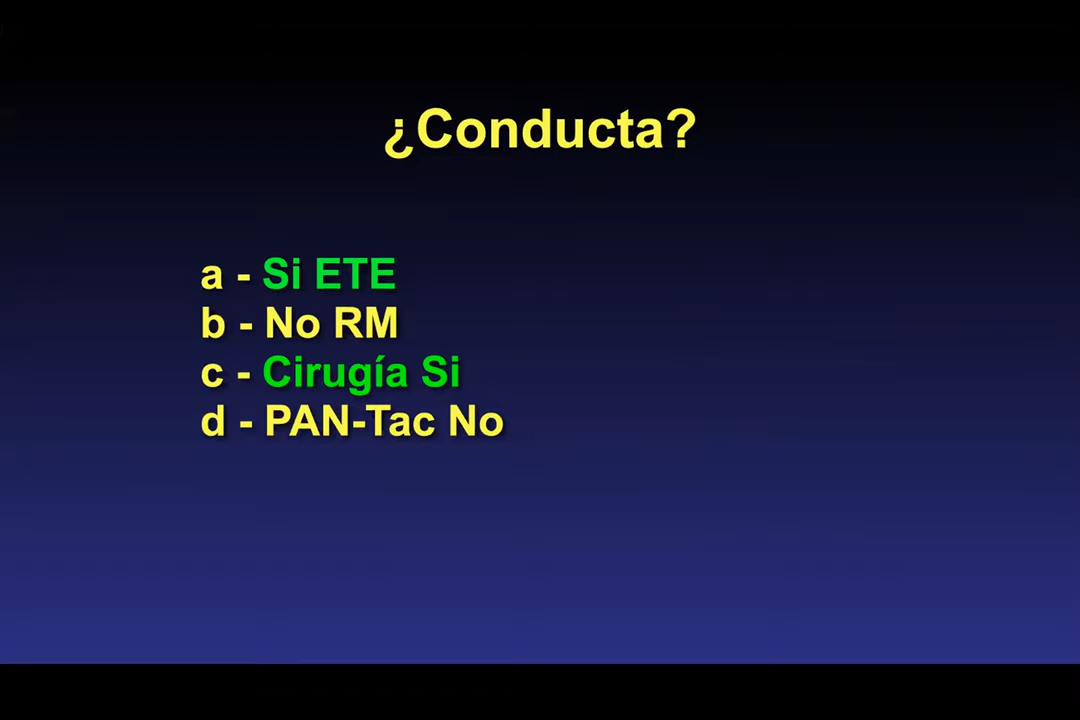 ¿Conducta?
a - Si ETE
b - No RM
c - Cirugía Si
d - PAN-Tac No